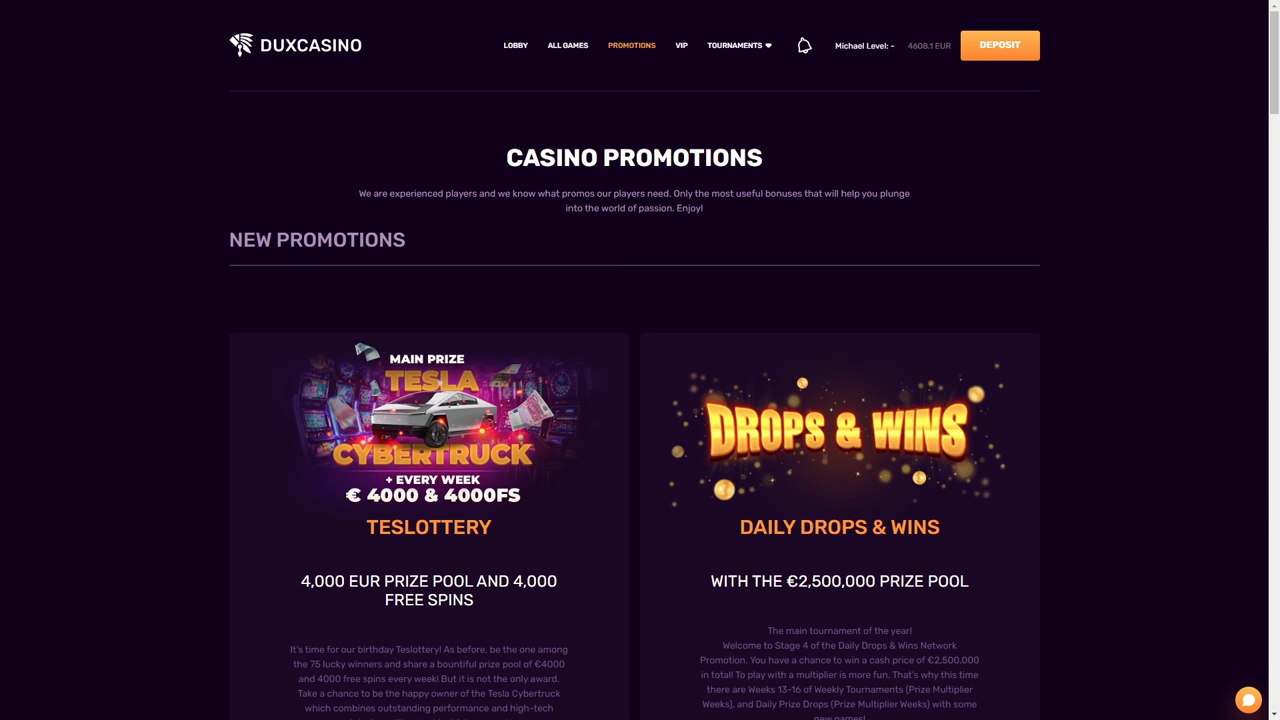 DUXCASINO
LOBBY
ALL GAMES
PROMOTIONS
VIP
TOURNAMENTS
Michael Level: -
4608.1 EUR
DEPOSIT
CASINO PROMOTIONS
We are experienced players and we know what promos our players need. Only the most useful bonuses that will help you plunge
into the world of passion. Enjoy!
NEW PROMOTIONS
MAIN PRIZE
TESLA
CYBERTRUCK
+ EVERY WEEK
€ 4000 & 4000FS
TESLOTTERY
4,000 EUR PRIZE POOL AND 4,000
FREE SPINS
It's time for our birthday Teslottery! As before, be the one among
the 75 lucky winners and share a bountiful prize pool of €4000
and 4000 free spins every week! But it is not the only award.
Take a chance to be the happy owner of the Tesla Cybertruck
which combines outstanding performance and high-tech
DROPS & WINS
DAILY DROPS & WINS
WITH THE €2,500,000 PRIZE POOL
The main tournament of the year!
Welcome to Stage 4 of the Daily Drops & Wins Network
Promotion. You have a chance to win a cash price of €2,500,000
in total! To play with a multiplier is more fun. That's why this time
there are Weeks 13-16 of Weekly Tournaments (Prize Multiplier
Weeks), and Daily Prize Drops (Prize Multiplier Weeks) with some
new games!